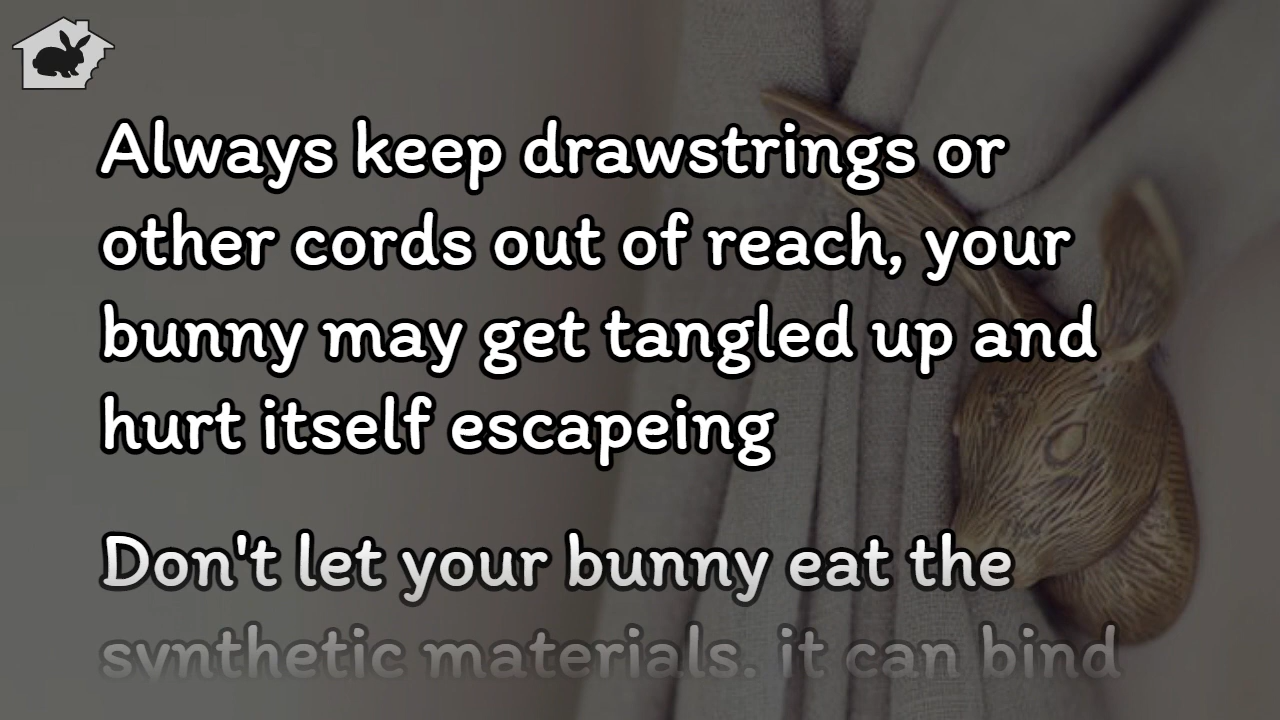 Always keep drawstrings or
other cords out of reach, your
bunny may get tangled up and
hurt itself escapeing
Don't let your bunny eat the
synthetic materials. it can bind